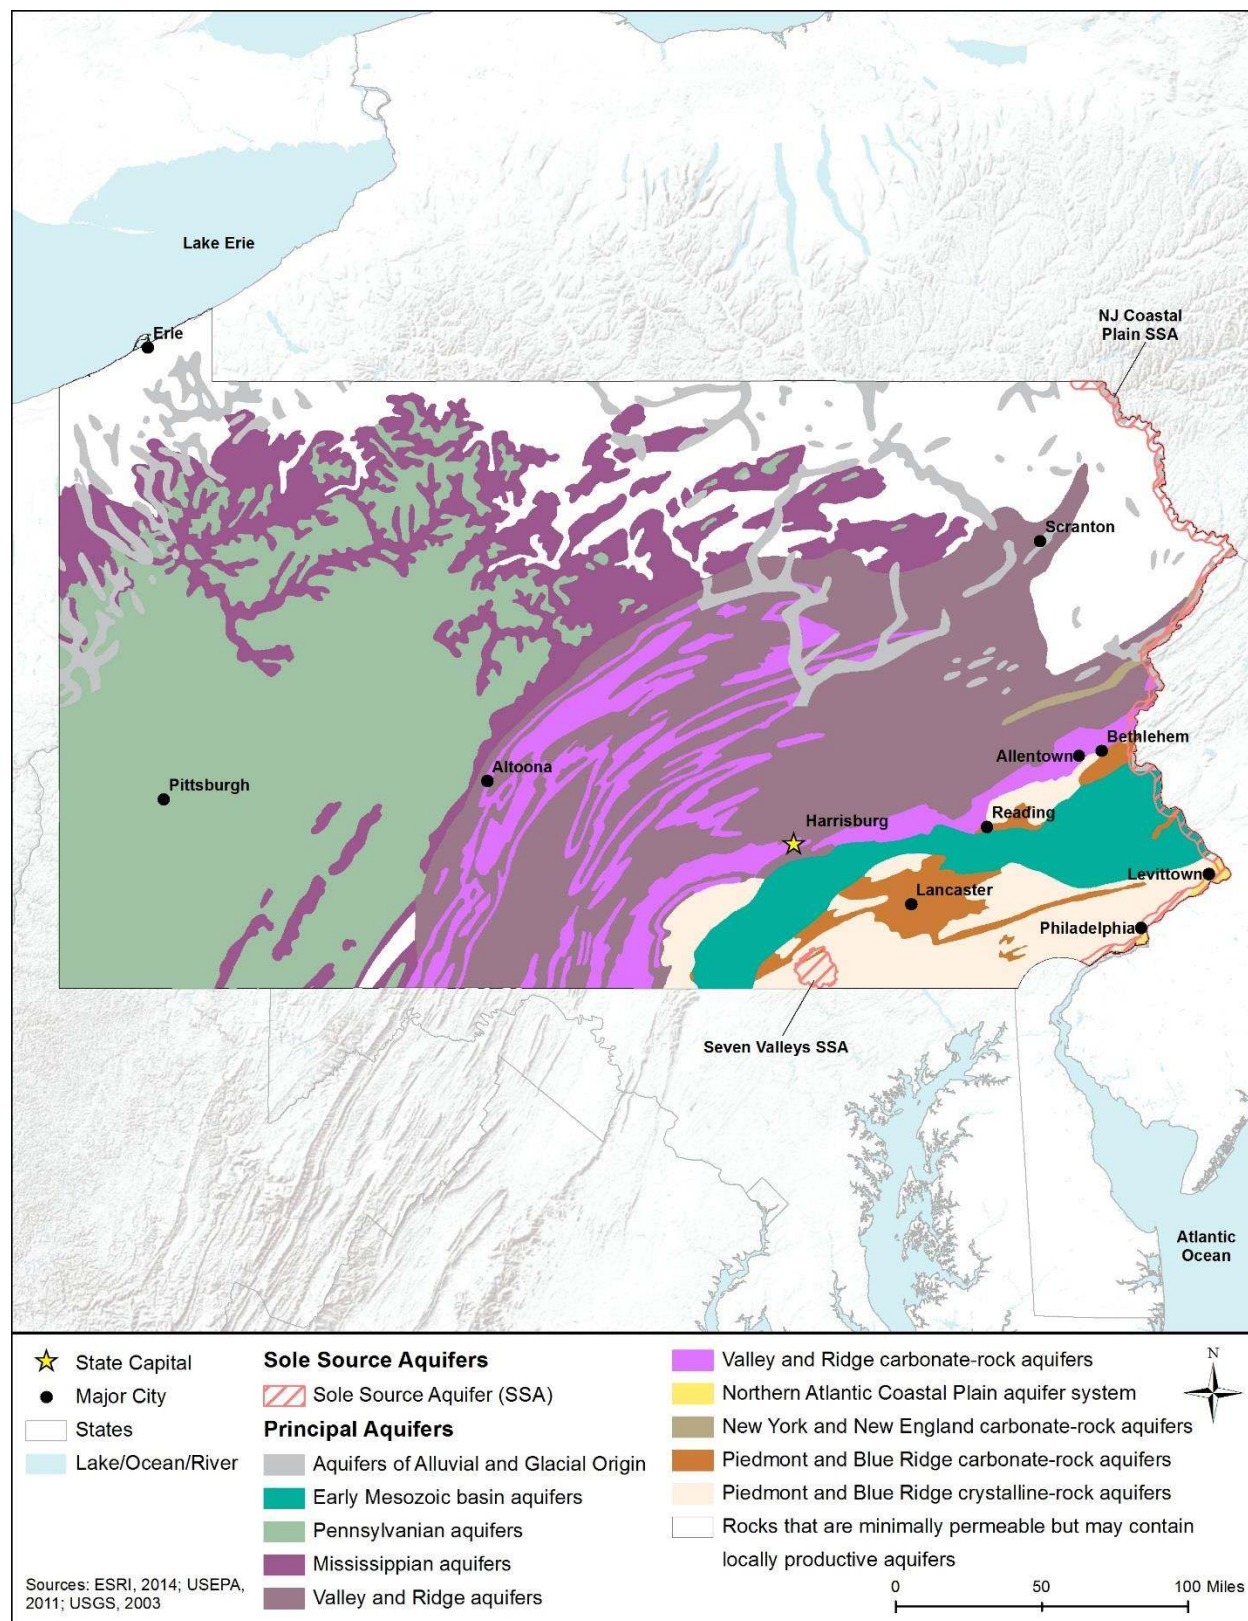 Lake Erie
Erie
NJ Coastal
Plain SSA
Scranton
Bethlehem
Allentown
Altoona
Pittsburgh
Harrisburg
Reading
Levittown
Lancaster
Philadelphia
Seven Valleys SSA
Atlantic
Ocean
State Capital
Major City
States
Lake/Ocean/River
Sources: ESRI, 2014; USEPA,
2011; USGS, 2003
Sole Source Aquifers
Sole Source Aquifer (SSA)
Principal Aquifers
Aquifers of Alluvial and Glacial Origin
Early Mesozoic basin aquifers
Pennsylvanian aquifers
Mississippian aquifers
Valley and Ridge aquifers
Valley and Ridge carbonate-rock aquifers
Northern Atlantic Coastal Plain aquifer system
New York and New England carbonate-rock aquifers
Piedmont and Blue Ridge carbonate-rock aquifers
Piedmont and Blue Ridge crystalline-rock aquifers
Rocks that are minimally permeable but may contain
locally productive aquifers
N
0 50 100 Miles